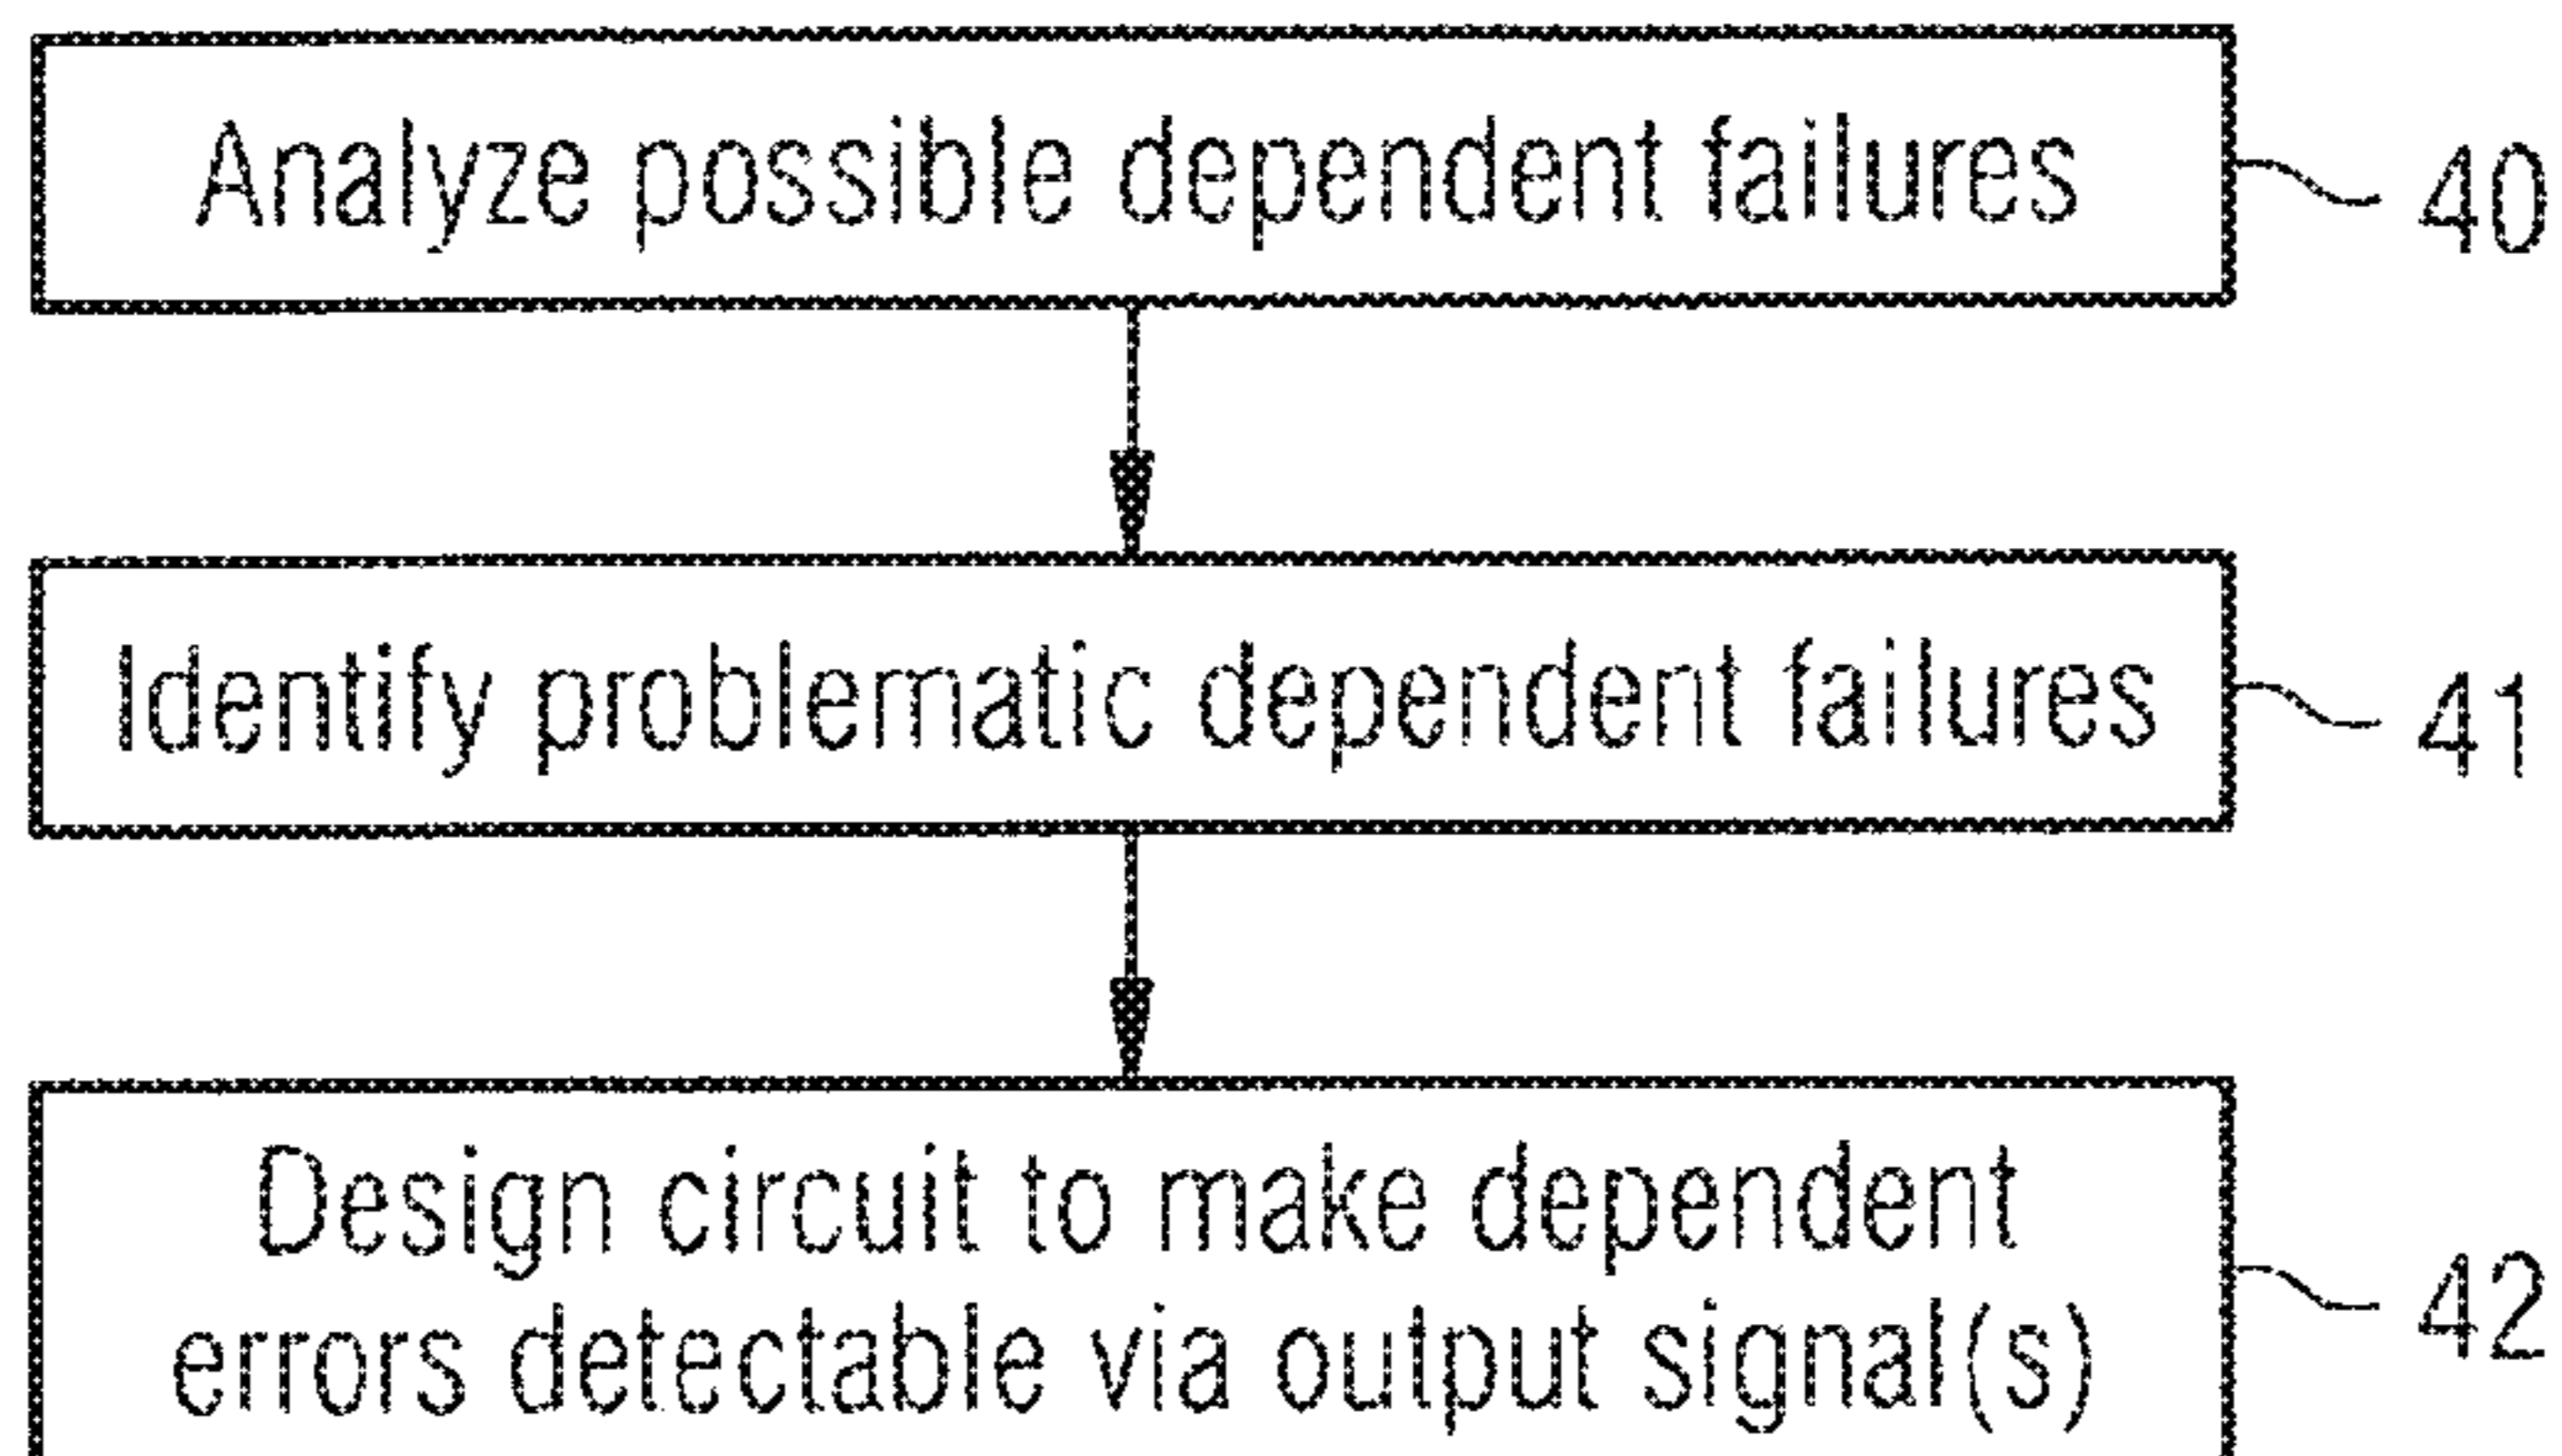 Analyze possible dependent failures
40
Identify problematic dependent failures
41
Design circuit to make dependent
errors detectable via output signal(s)
42